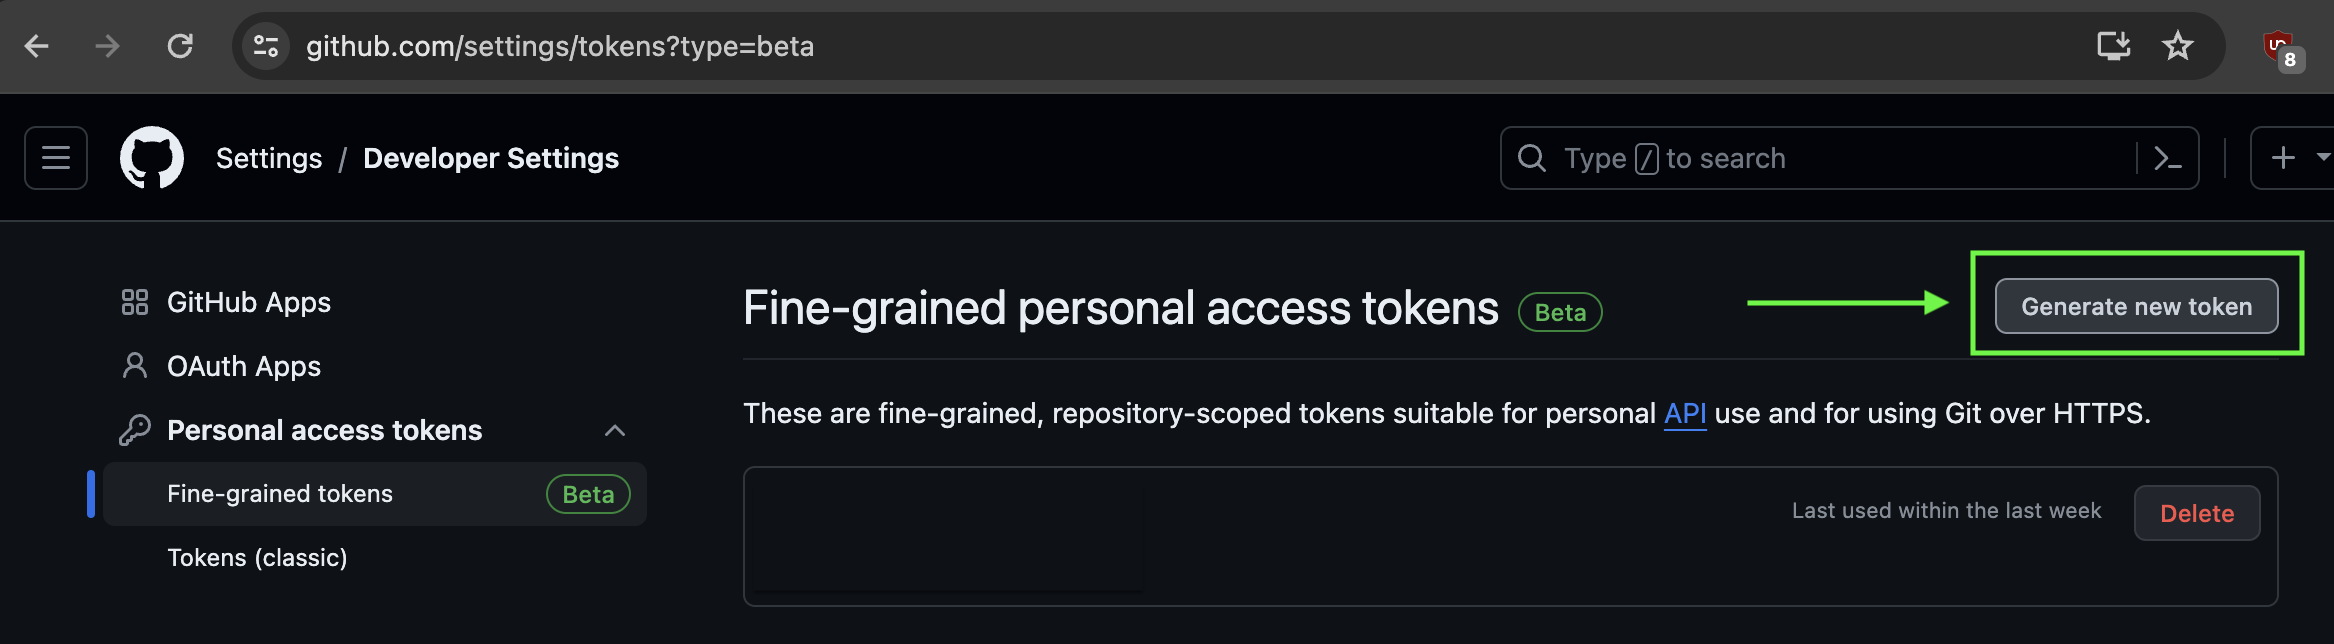 github.com/settings/tokens?type=beta
8
Settings / Developer Settings
Type / to search
GitHub Apps
OAuth Apps
Personal access tokens
Fine-grained tokens Beta
Tokens (classic)
Fine-grained personal access tokens Beta
Generate new token
These are fine-grained, repository-scoped tokens suitable for personal API use and for using Git over HTTPS.
Last used within the last week
Delete